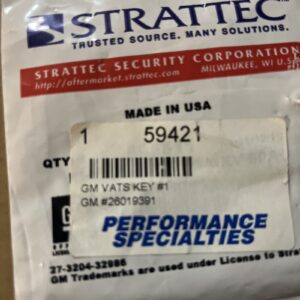 STRATTEC
TRUSTED SOURCE. MANY SOLUTIONS.
STRATTEC SECURITY CORPORATION
http://aftermarket.strattec.com MILWAUKEE, WI U.S.
MADE IN USA
QTY
1 59421
GM VATS KEY #1
GM #26019391
PERFORMANCE
SPECIALTIES
GM
27-3204-32986
GM Trademarks are used under License to Strat